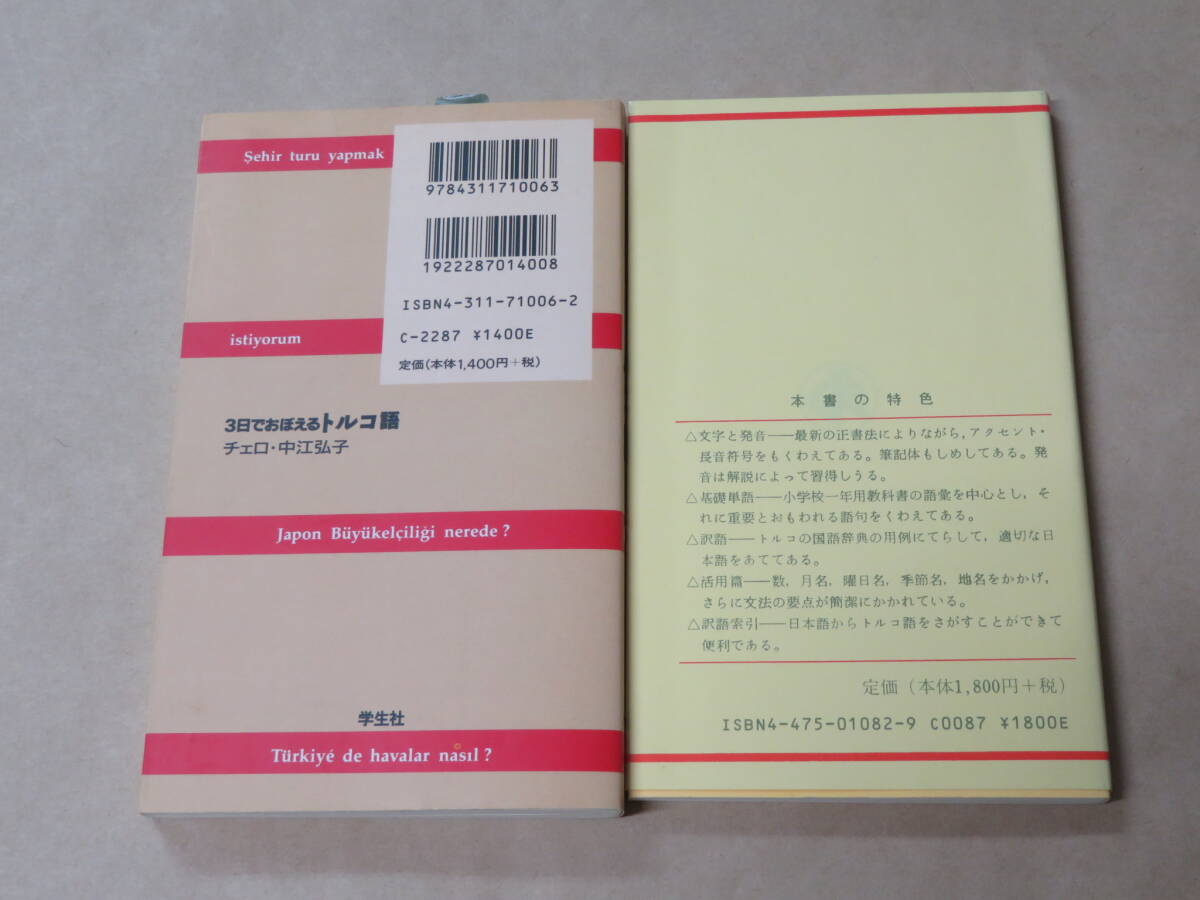 Şehir turu yapmak
9784311710063
1922287014008
ISBN4-311-71006-2
C-2287 ¥1400E
定価(本体1,400円+税)
istiyorum
3日でおぼえるトルコ語
チェロ・中江弘子
Japon Büyükelçiliği nerede?
学生社
Türkiyé de havalar nasıl?
本書の特色
△文字と発音――最新の正書法によりながら,アクセント・
長音符号をもくわえてある。筆記体もしめしてある。発
音は解説によって習得しうる。
△基礎単語――小学校一年用教科書の語彙を中心とし,そ
れに重要とおもわれる語句をくわえてある。
△訳語――トルコの国語辞典の用例にてらして,適切な日
本語をあててある。
△活用篇――数,月名,曜日名,季節名,地名をかかげ,
さらに文法の要点が簡潔にかかれている。
△訳語索引――日本語からトルコ語をさがすことができて
便利である。
定価(本体1,800円+税)
ISBN4-475-01082-9 C0087 ¥1800E